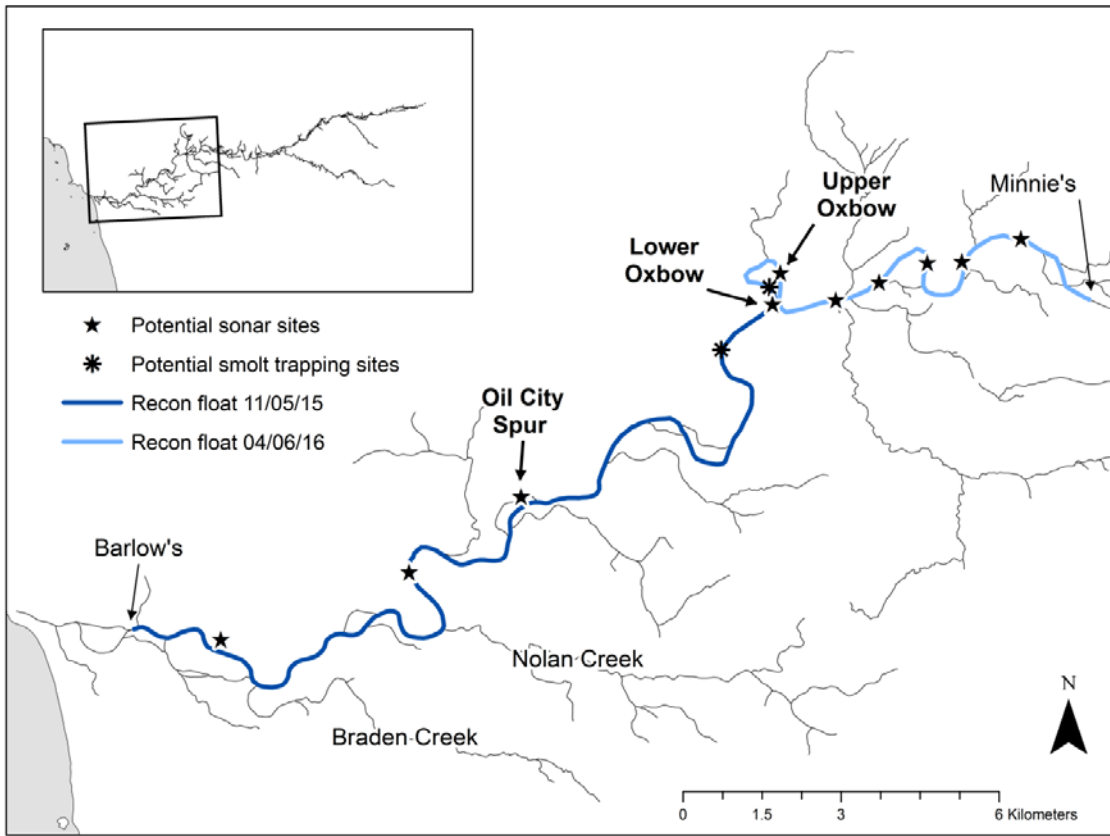 Potential sonar sites
Potential smolt trapping sites
Recon float 11/05/15
Recon float 04/06/16
Upper
Oxbow
Minnie's
Lower
Oxbow
Oil City
Spur
Barlow's
Nolan Creek
Braden Creek
N
0 1.5 3 6 Kilometers